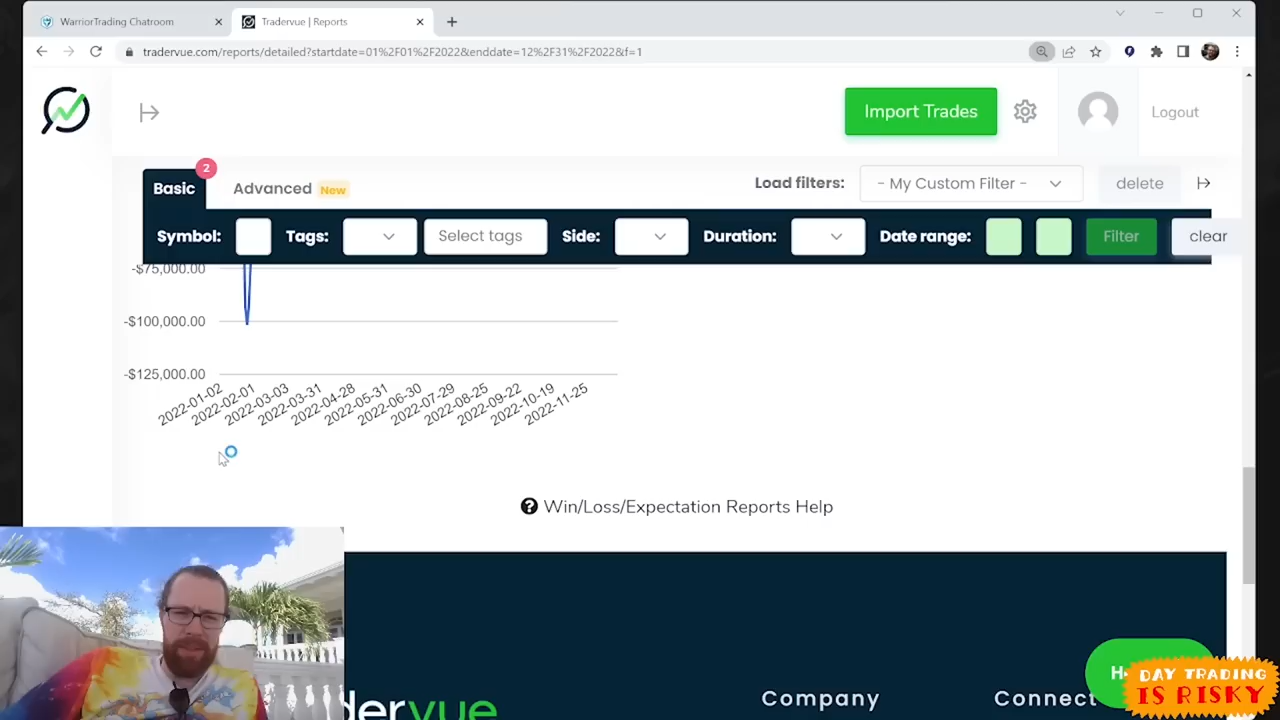 WarriorTrading Chatroom
Tradervue | Reports
tradervue.com/reports/detailed?startdate=01%2F01%2F2022&enddate=12%2F31%2F2022&f=1
Import Trades
Logout
2
Basic
Advanced New
Load filters:
- My Custom Filter -
delete
Symbol:
Tags:
Select tags
Side:
Duration:
Date range:
Filter
clear
-$75,000.00
-$100,000.00
-$125,000.00
2022-01-02
2022-02-01
2022-03-03
2022-03-31
2022-04-28
2022-05-31
2022-06-30
2022-07-29
2022-08-25
2022-09-22
2022-10-19
2022-11-25
Win/Loss/Expectation Reports Help
dervue
Company
Connect
DAY TRADING
IS RISKY